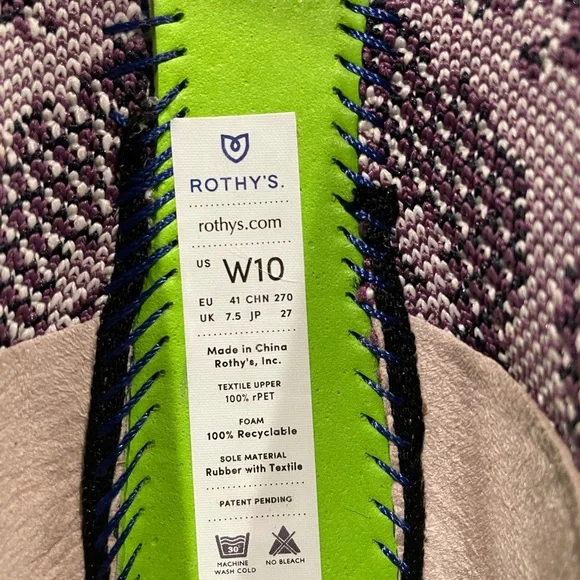 ROTHY'S.
rothys.com
US W10
EU 41 CHN 270
UK 7.5 JP 27
Made in China
Rothy's, Inc.
TEXTILE UPPER
100% rPET
FOAM
100% Recyclable
SOLE MATERIAL
Rubber with Textile
PATENT PENDING
30
MACHINE WASH COLD
NO BLEACH